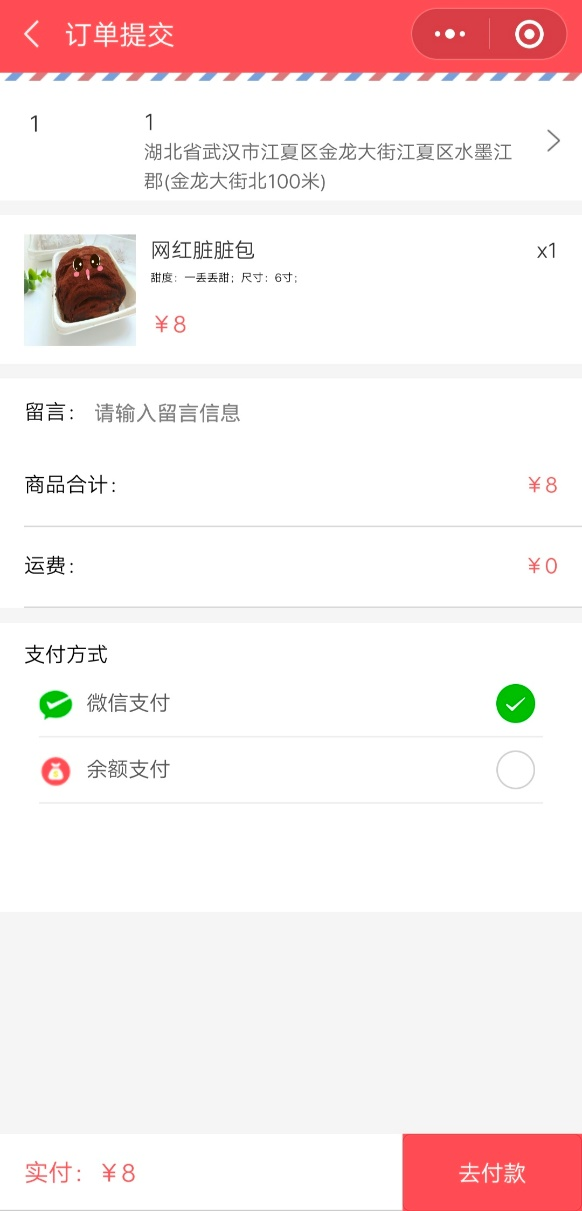 订单提交
1
1
湖北省武汉市江夏区金龙大街江夏区水墨江
郡(金龙大街北100米)
网红脏脏包
x1
甜度：一丢丢甜；尺寸：6寸；
￥8
留言：
请输入留言信息
商品合计：
￥8
运费：
￥0
支付方式
微信支付
余额支付
实付：￥8
去付款